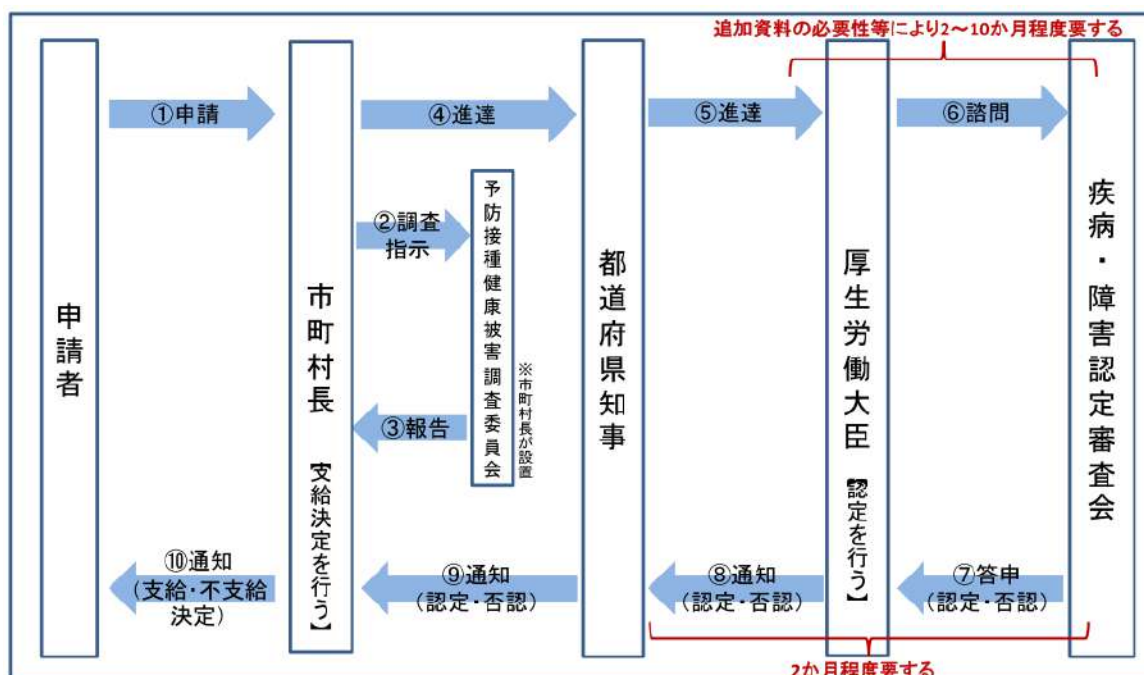 追加資料の必要性等により2～10か月程度要する
①申請
④進達
⑤進達
⑥諮問
②調査
指示
③報告
申請者
市町村長 【支給決定を行う】
予防接種健康被害調査委員会
※市町村長が設置
都道府県知事
厚生労働大臣 【認定を行う】
疾病・障害認定審査会
⑩通知
(支給・不支給
決定)
⑨通知
(認定・否認)
⑧通知
(認定・否認)
⑦答申
(認定・否認)
2か月程度要する